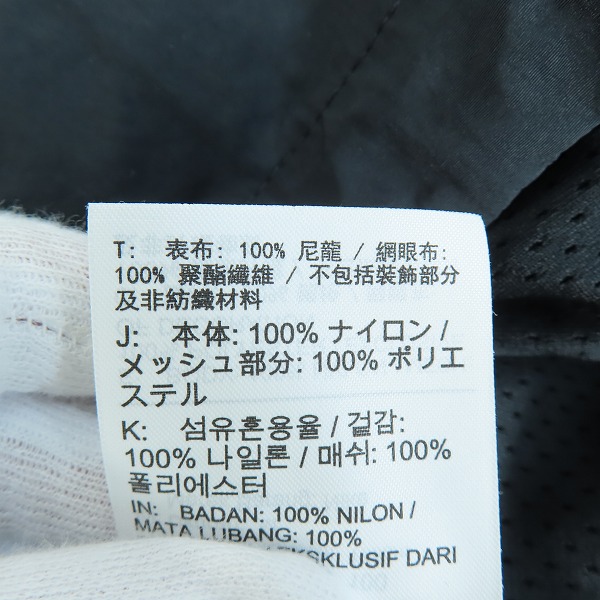 T: 表布: 100% 尼龍 / 網眼布:
100% 聚酯纖維 / 不包括裝飾部分
及非紡織材料
J: 本体: 100% ナイロン /
メッシュ部分: 100% ポリエ
ステル
K: 섬유혼용율 / 겉감:
100% 나일론 / 매쉬: 100%
폴리에스터
IN: BADAN: 100% NILON /
MATA LUBANG: 100%
EKSKLUSIF DARI